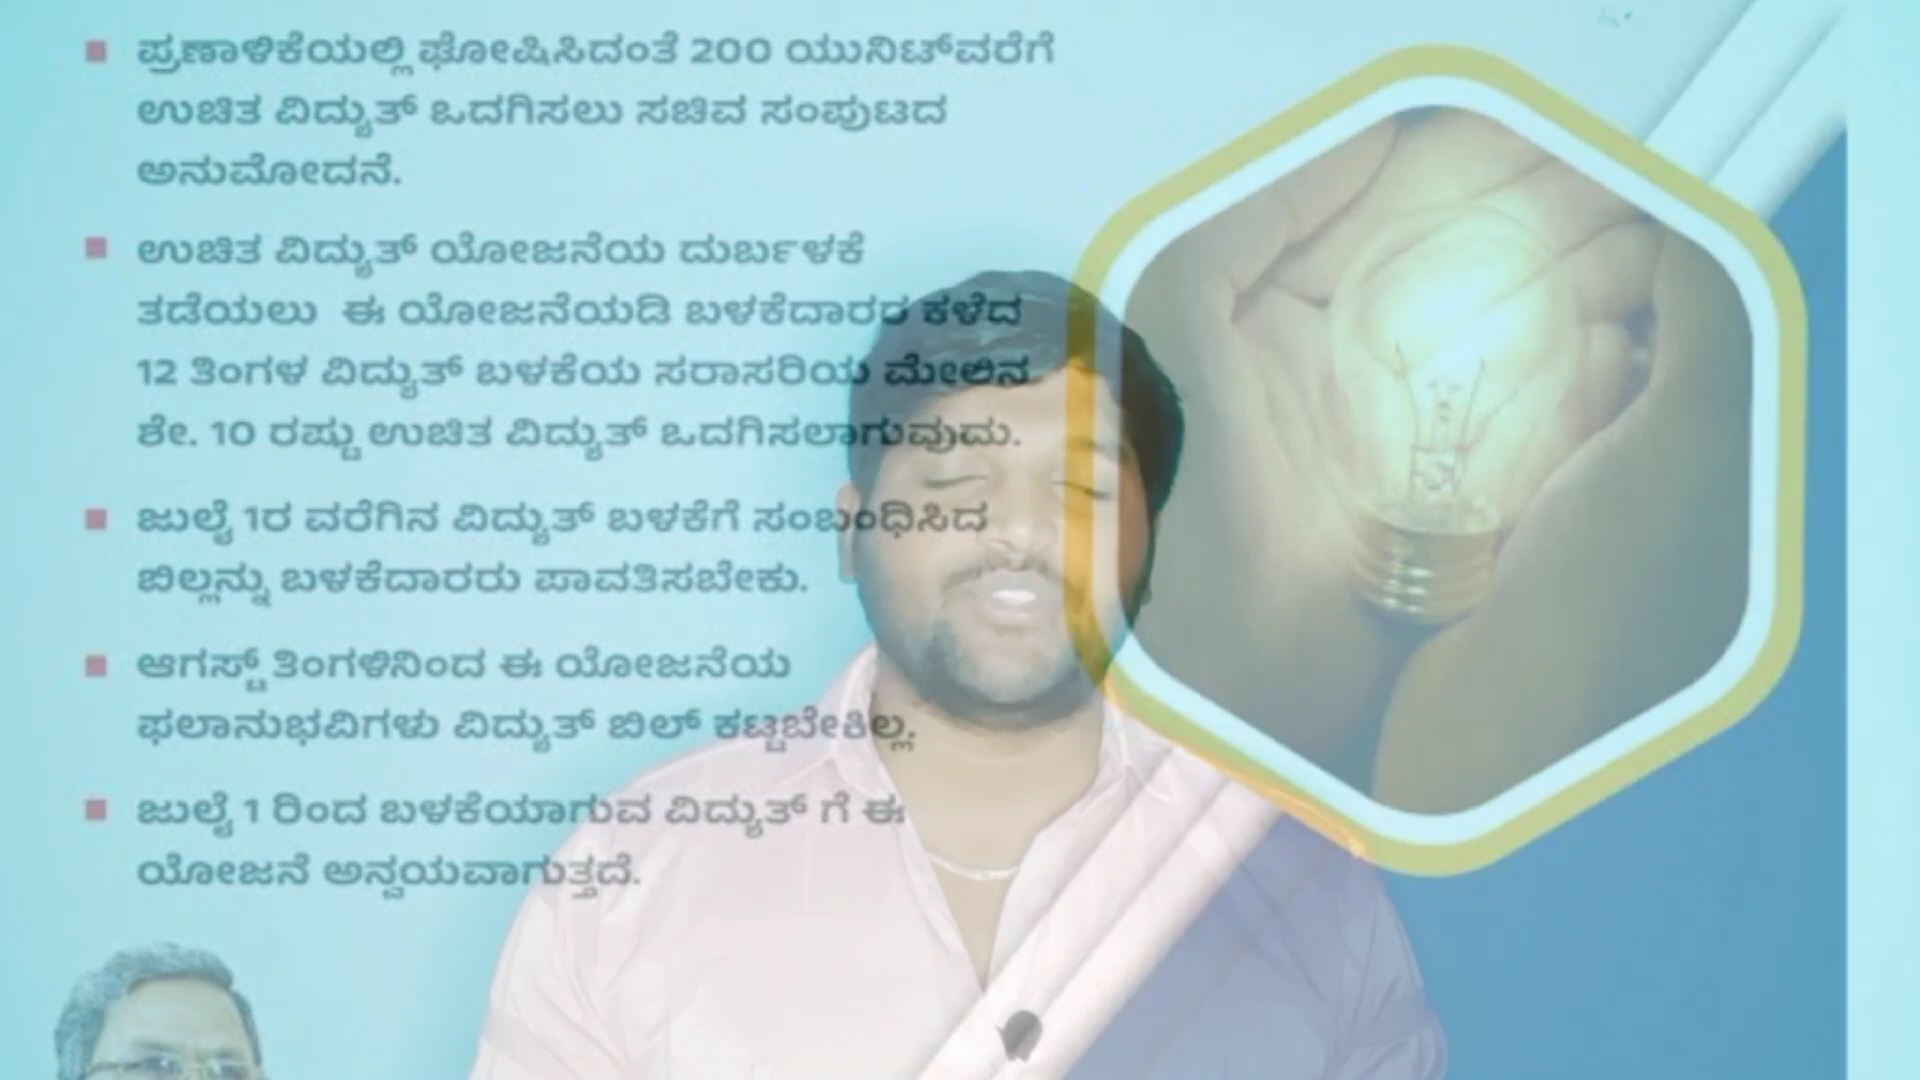 ಪ್ರಣಾಳಿಕೆಯಲ್ಲಿ ಘೋಷಿಸಿದಂತೆ 200 ಯುನಿಟ್‌ವರೆಗೆ
ಉಚಿತ ವಿದ್ಯುತ್ ಒದಗಿಸಲು ಸಚಿವ ಸಂಪುಟದ
ಅನುಮೋದನೆ.
ಉಚಿತ ವಿದ್ಯುತ್ ಯೋಜನೆಯ ದುರ್ಬಳಕೆ
ತಡೆಯಲು ಈ ಯೋಜನೆಯಡಿ ಬಳಕೆದಾರರ ಕಳೆದ
12 ತಿಂಗಳ ವಿದ್ಯುತ್ ಬಳಕೆಯ ಸರಾಸರಿಯ ಮೇಲಿನ
ಶೇ. 10 ರಷ್ಟು ಉಚಿತ ವಿದ್ಯುತ್ ಒದಗಿಸಲಾಗುವುದು.
ಜುಲೈ 1ರ ವರೆಗಿನ ವಿದ್ಯುತ್ ಬಳಕೆಗೆ ಸಂಬಂಧಿಸಿದ
ಬಿಲ್ಲನ್ನು ಬಳಕೆದಾರರು ಪಾವತಿಸಬೇಕು.
ಆಗಸ್ಟ್ ತಿಂಗಳಿನಿಂದ ಈ ಯೋಜನೆಯ
ಫಲಾನುಭವಿಗಳು ವಿದ್ಯುತ್ ಬಿಲ್ ಕಟ್ಟಬೇಕಿಲ್ಲ.
ಜುಲೈ 1 ರಿಂದ ಬಳಕೆಯಾಗುವ ವಿದ್ಯುತ್ ಗೆ ಈ
ಯೋಜನೆ ಅನ್ವಯವಾಗುತ್ತದೆ.